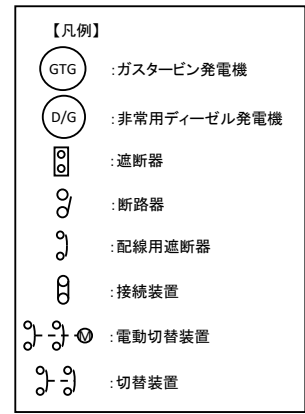 【凡例】
GTG :ガスタービン発電機
D/G :非常用ディーゼル発電機
:遮断器
:断路器
:配線用遮断器
:接続装置
M :電動切替装置
:切替装置